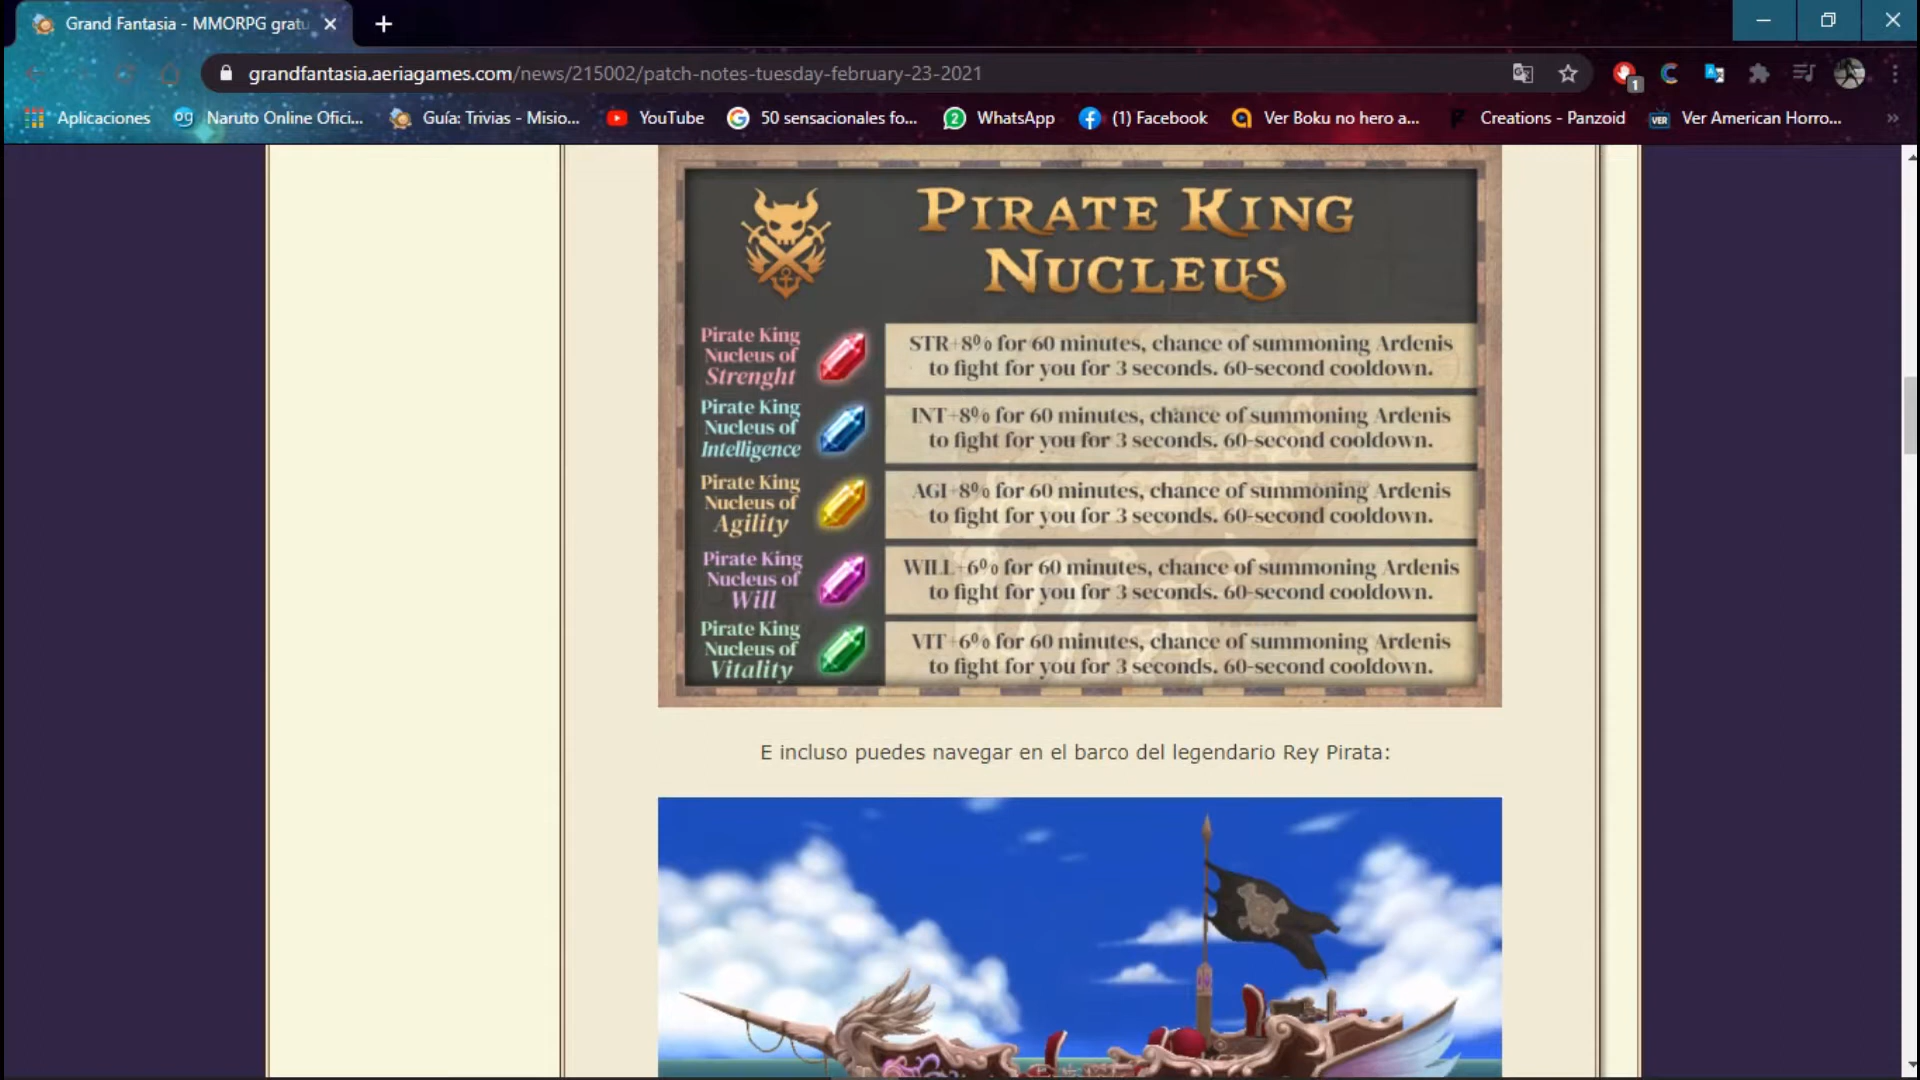 Grand Fantasia - MMORPG gratu
grandfantasia.aeriagames.com/news/215002/patch-notes-tuesday-february-23-2021
1
Aplicaciones
Naruto Online Ofici...
Guía: Trivias - Misio...
YouTube
50 sensacionales fo...
2
WhatsApp
(1) Facebook
Ver Boku no hero a...
Creations - Panzoid
VER
Ver American Horro...
PIRATE KING
NUCLEUS
Pirate King
Nucleus of
Strenght
STR+8% for 60 minutes, chance of summoning Ardenis
to fight for you for 3 seconds. 60-second cooldown.
Pirate King
Nucleus of
Intelligence
INT+8% for 60 minutes, chance of summoning Ardenis
to fight for you for 3 seconds. 60-second cooldown.
Pirate King
Nucleus of
Agility
AGI+8% for 60 minutes, chance of summoning Ardenis
to fight for you for 3 seconds. 60-second cooldown.
Pirate King
Nucleus of
Will
WILL+6% for 60 minutes, chance of summoning Ardenis
to fight for you for 3 seconds. 60-second cooldown.
Pirate King
Nucleus of
Vitality
VIT+6% for 60 minutes, chance of summoning Ardenis
to fight for you for 3 seconds. 60-second cooldown.
E incluso puedes navegar en el barco del legendario Rey Pirata: